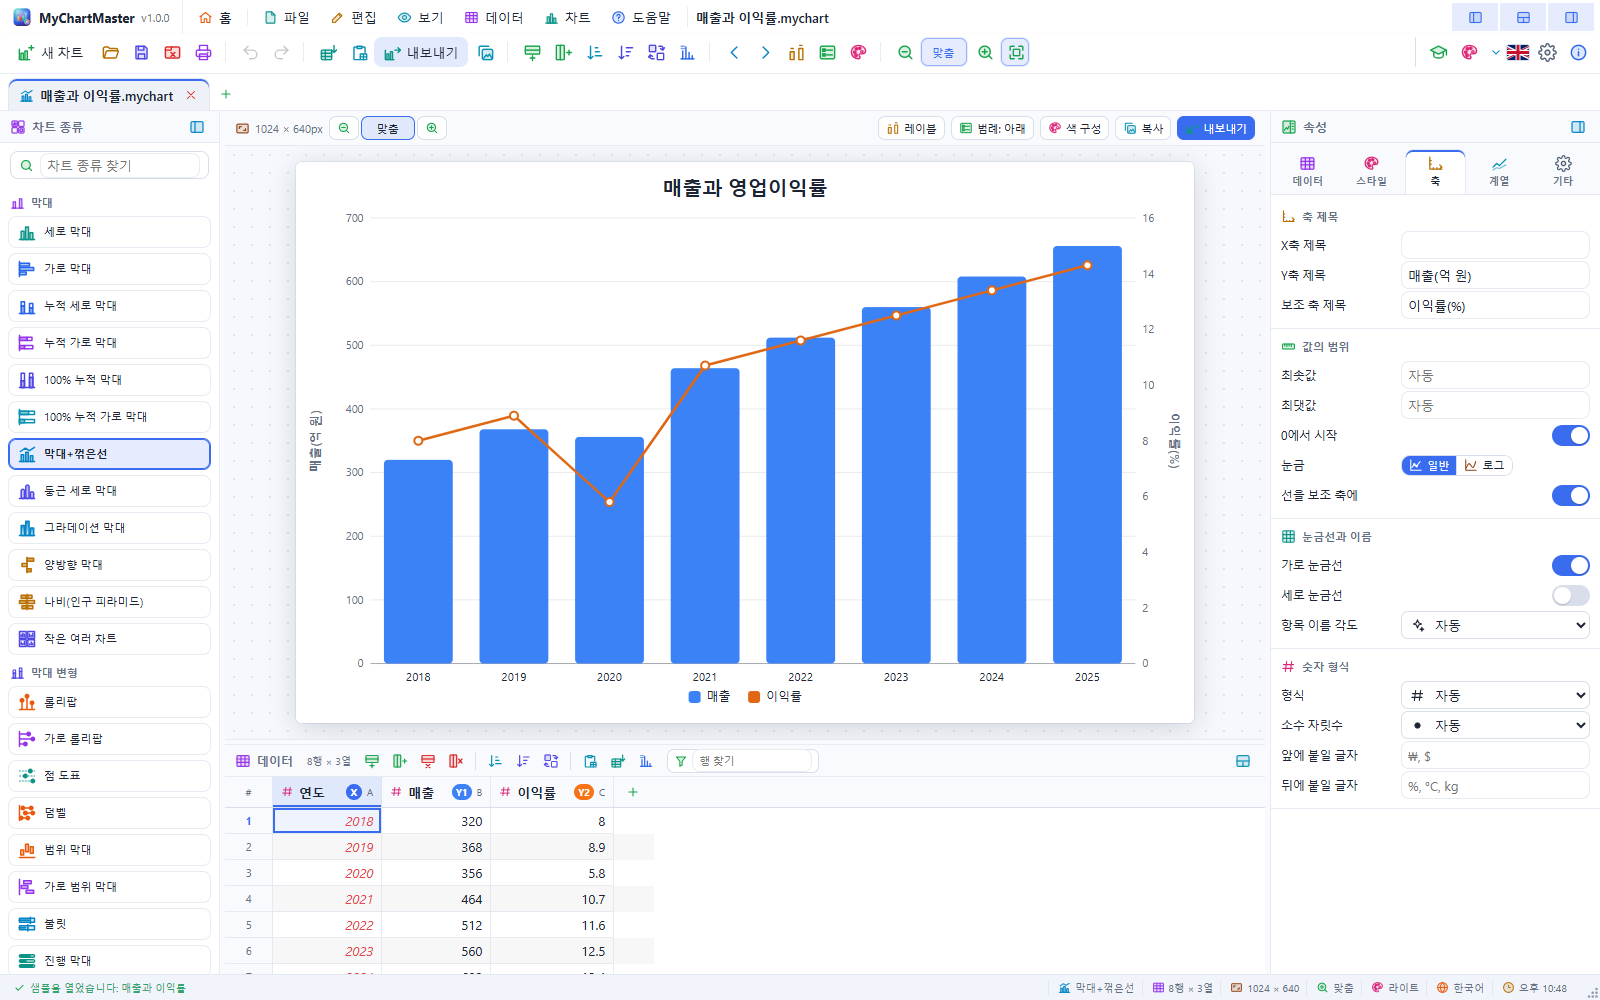 MyChartMaster v1.0.0 홈 파일 편집 보기 데이터 차트 도움말 매출과 이익률.mychart
새 차트 내보내기 맞춤
매출과 이익률.mychart
차트 종류
차트 종류 찾기
막대
세로 막대
가로 막대
누적 세로 막대
누적 가로 막대
100% 누적 막대
100% 누적 가로 막대
막대+꺾은선
둥근 세로 막대
그라데이션 막대
양방향 막대
나비(인구 피라미드)
작은 여러 차트
막대 변형
롤리팝
가로 롤리팝
점 도표
덤벨
범위 막대
가로 범위 막대
불릿
진행 막대
1024 × 640px 맞춤 레이블 범례: 아래 색 구성 복사 내보내기
매출과 영업이익률
매출(억 원)
700
600
500
400
300
200
100
0
16
14
12
10
8
6
4
2
0
이익률(%)
2018 2019 2020 2021 2022 2023 2024 2025
매출 이익률
데이터 8행 × 3열 행 찾기
# 연도 X A 매출 Y1 B 이익률 Y2 C
1 2018 320 8
2 2019 368 8.9
3 2020 356 5.8
4 2021 464 10.7
5 2022 512 11.6
6 2023 560 12.5
속성
데이터 스타일 축 계열 기타
축 제목
X축 제목
Y축 제목 매출(억 원)
보조 축 제목 이익률(%)
값의 범위
최솟값 자동
최댓값 자동
0에서 시작
눈금 일반 로그
선을 보조 축에
눈금선과 이름
가로 눈금선
세로 눈금선
항목 이름 각도 자동
숫자 형식
형식 자동
소수 자릿수 자동
앞에 붙일 글자 ₩, $
뒤에 붙일 글자 %, °C, kg
샘플을 열었습니다: 매출과 이익률 막대+꺾은선 8행 × 3열 1024 × 640 맞춤 라이트 한국어 오후 10:48